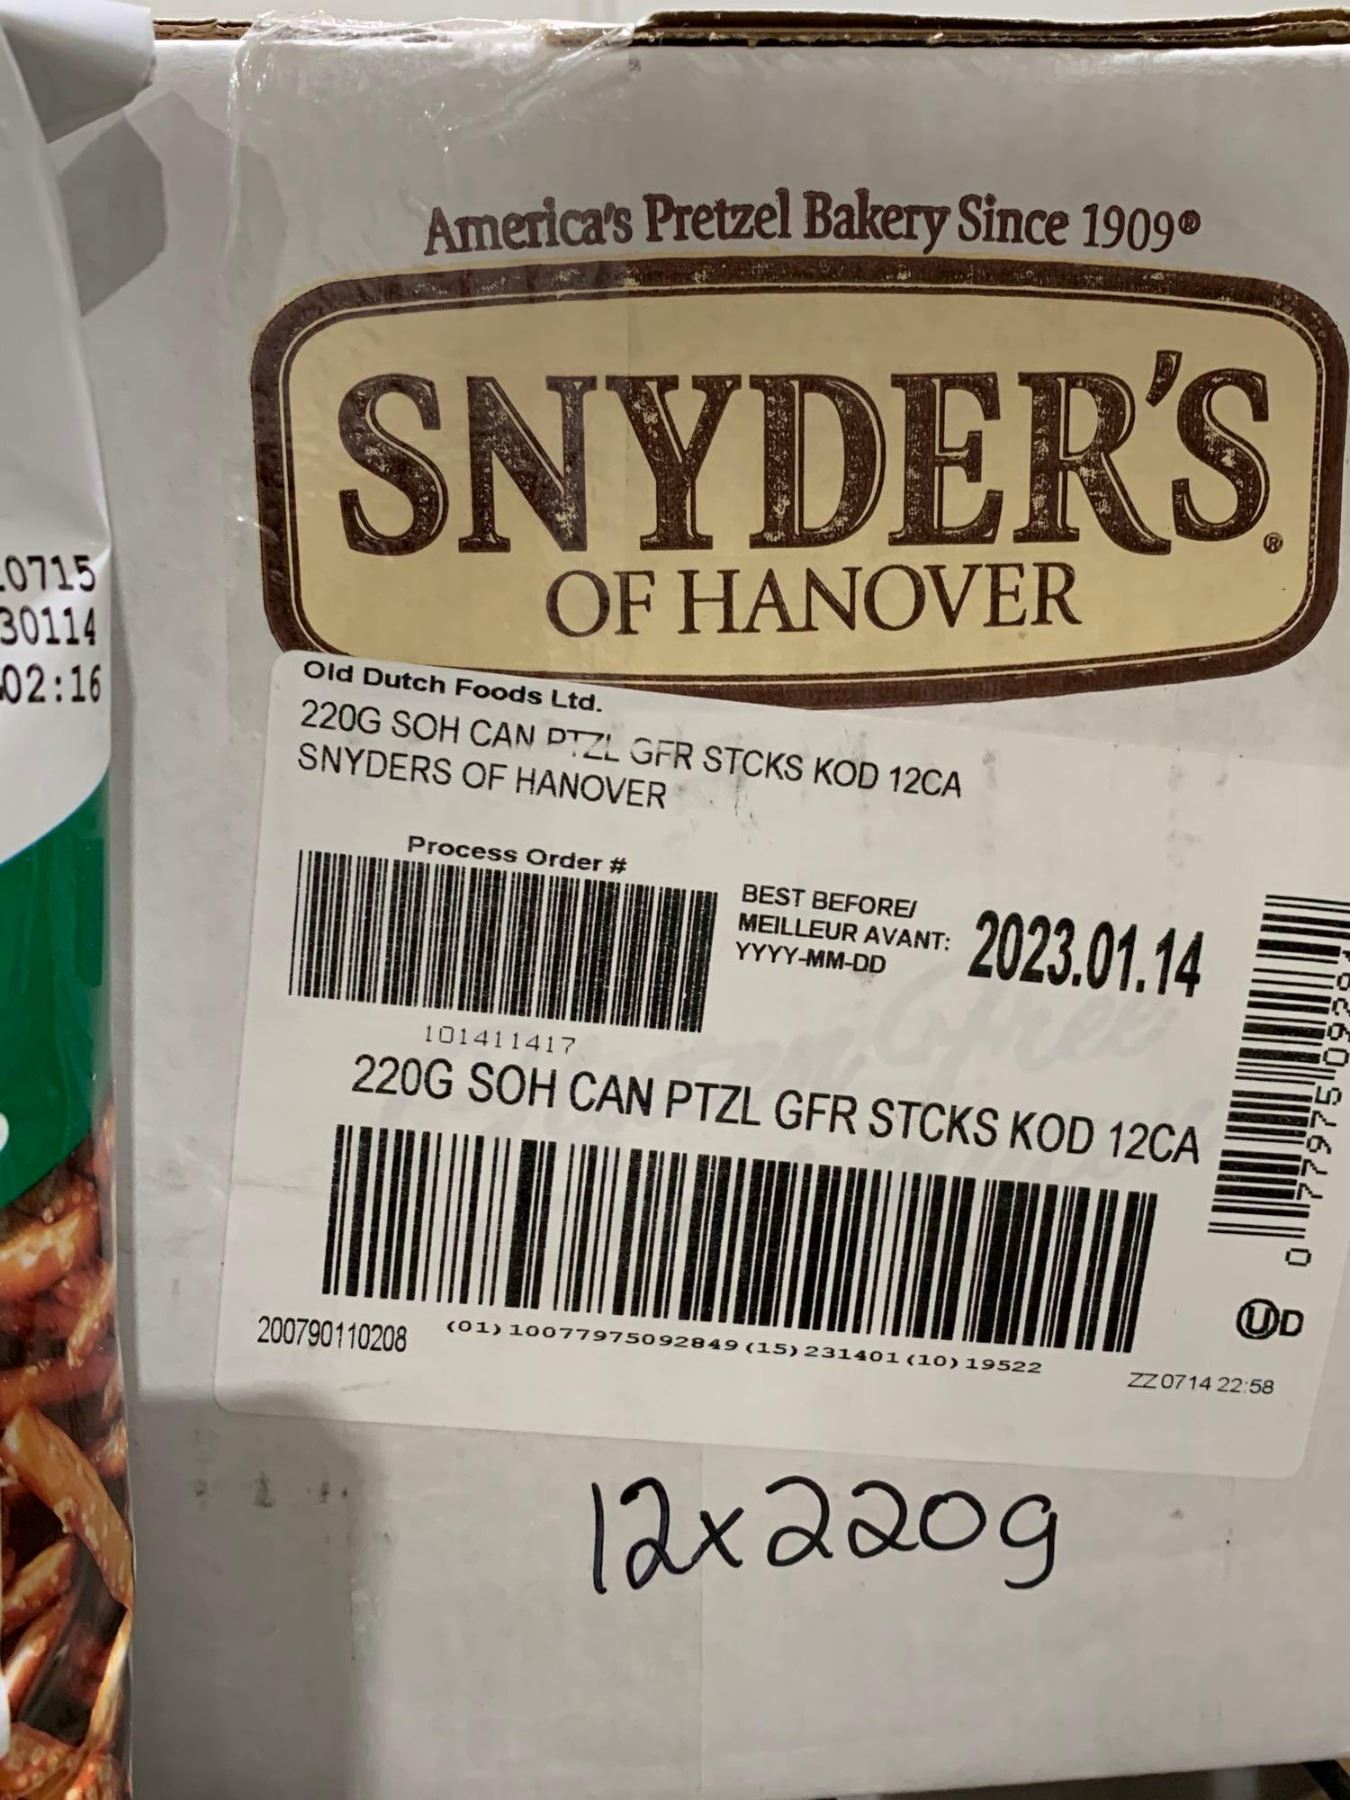 America's Pretzel Bakery Since 1909®
SNYDER'S®
OF HANOVER
0715
30114
02:16
Old Dutch Foods Ltd.
220G SOH CAN PTZL GFR STCKS KOD 12CA
SNYDERS OF HANOVER
Process Order #
101411417
BEST BEFORE/
MEILLEUR AVANT:
YYYY-MM-DD
2023.01.14
220G SOH CAN PTZL GFR STCKS KOD 12CA
200790110208
(01)10077975092849(15)231401(10)19522
ZZ0714 22:58
UD
12x220g